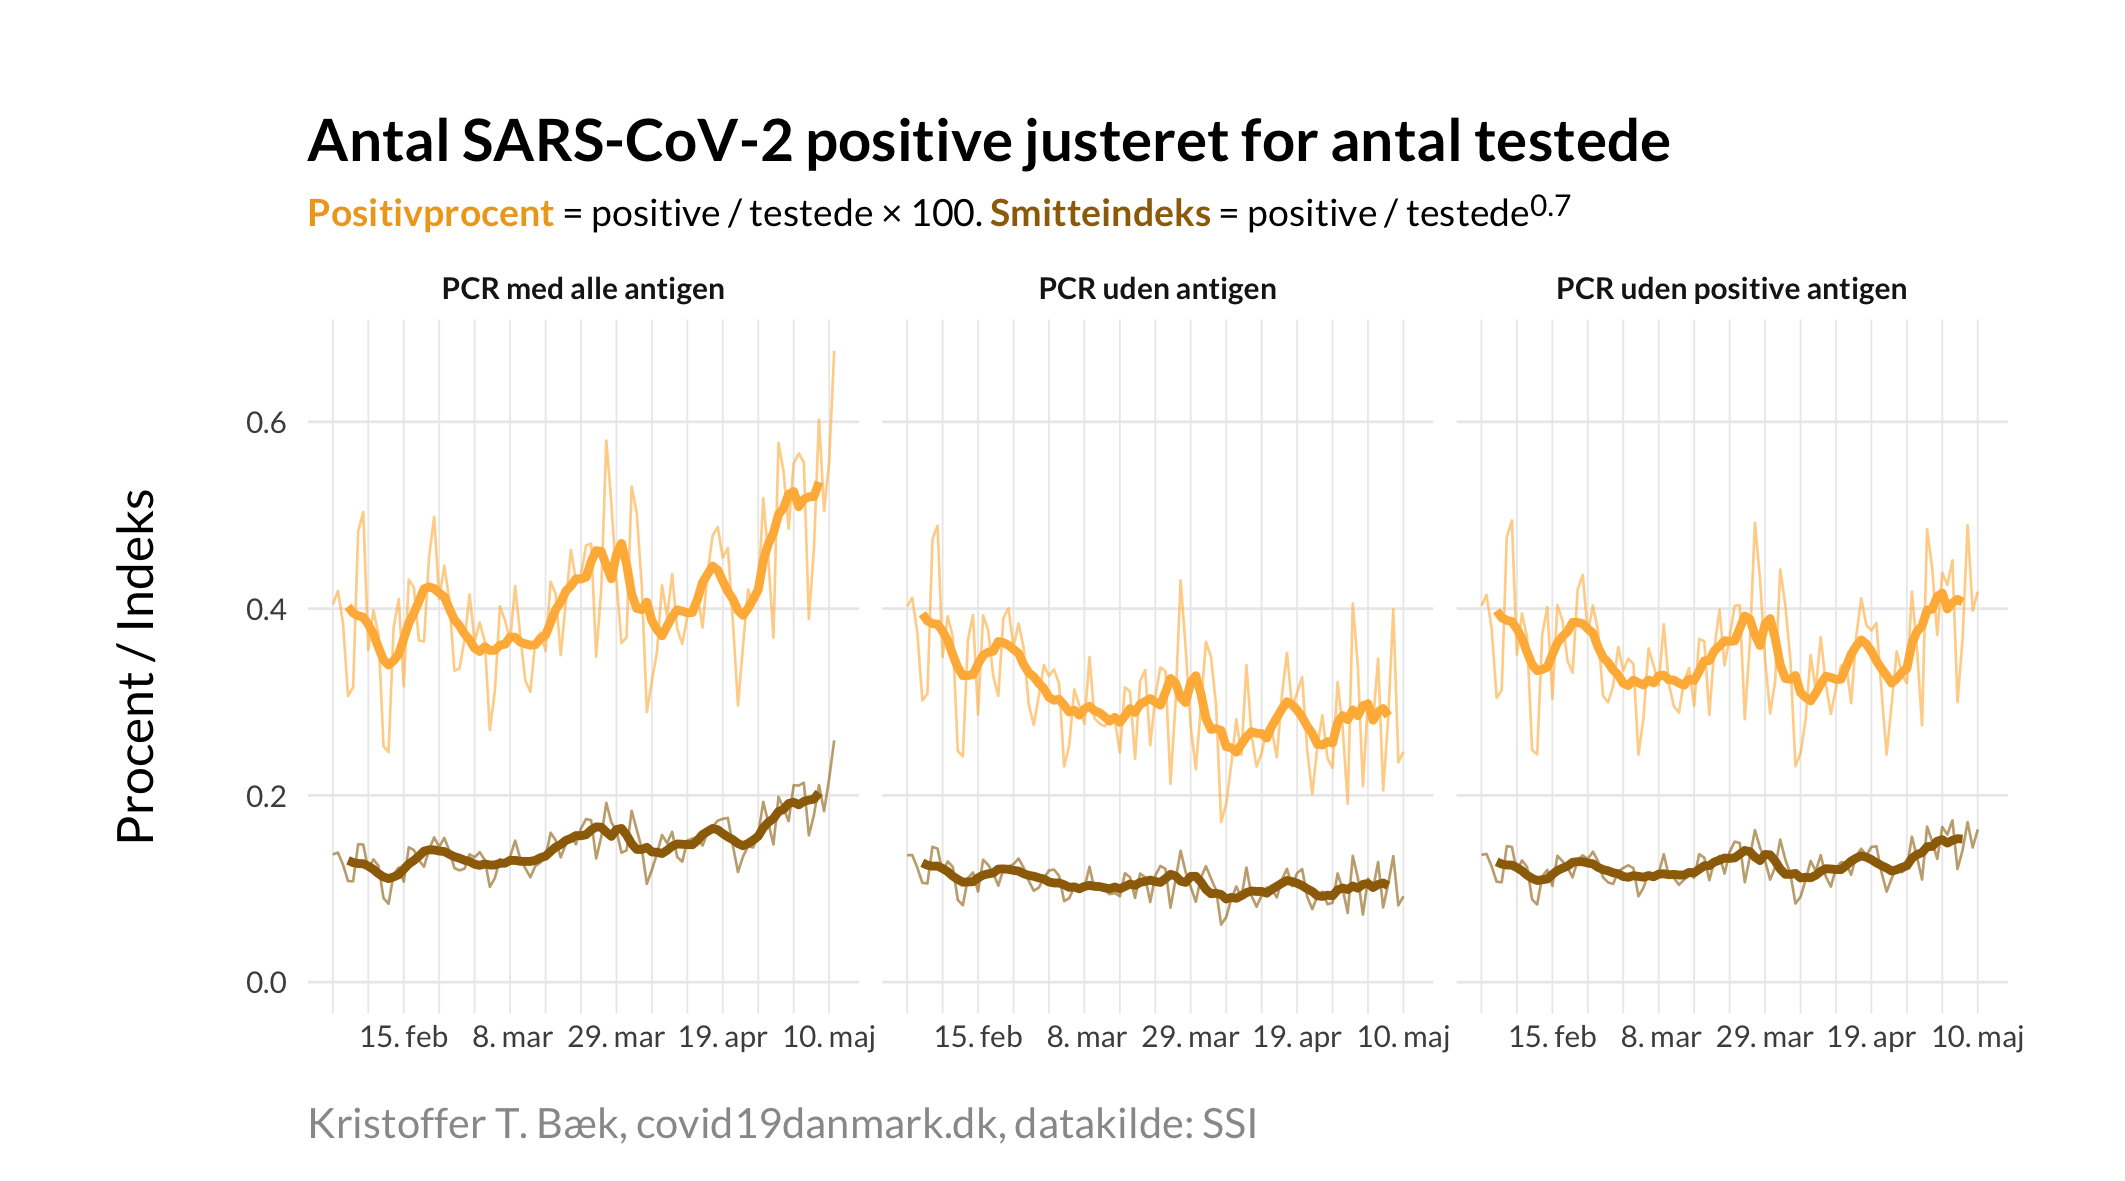 Antal SARS-CoV-2 positive justeret for antal testede
Positivprocent = positive / testede × 100. Smitteindeks = positive / testede^0.7
PCR med alle antigen
PCR uden antigen
PCR uden positive antigen
Procent / Indeks
0.6
0.4
0.2
0.0
15. feb 8. mar 29. mar 19. apr 10. maj
15. feb 8. mar 29. mar 19. apr 10. maj
15. feb 8. mar 29. mar 19. apr 10. maj
Kristoffer T. Bæk, covid19danmark.dk, datakilde: SSI